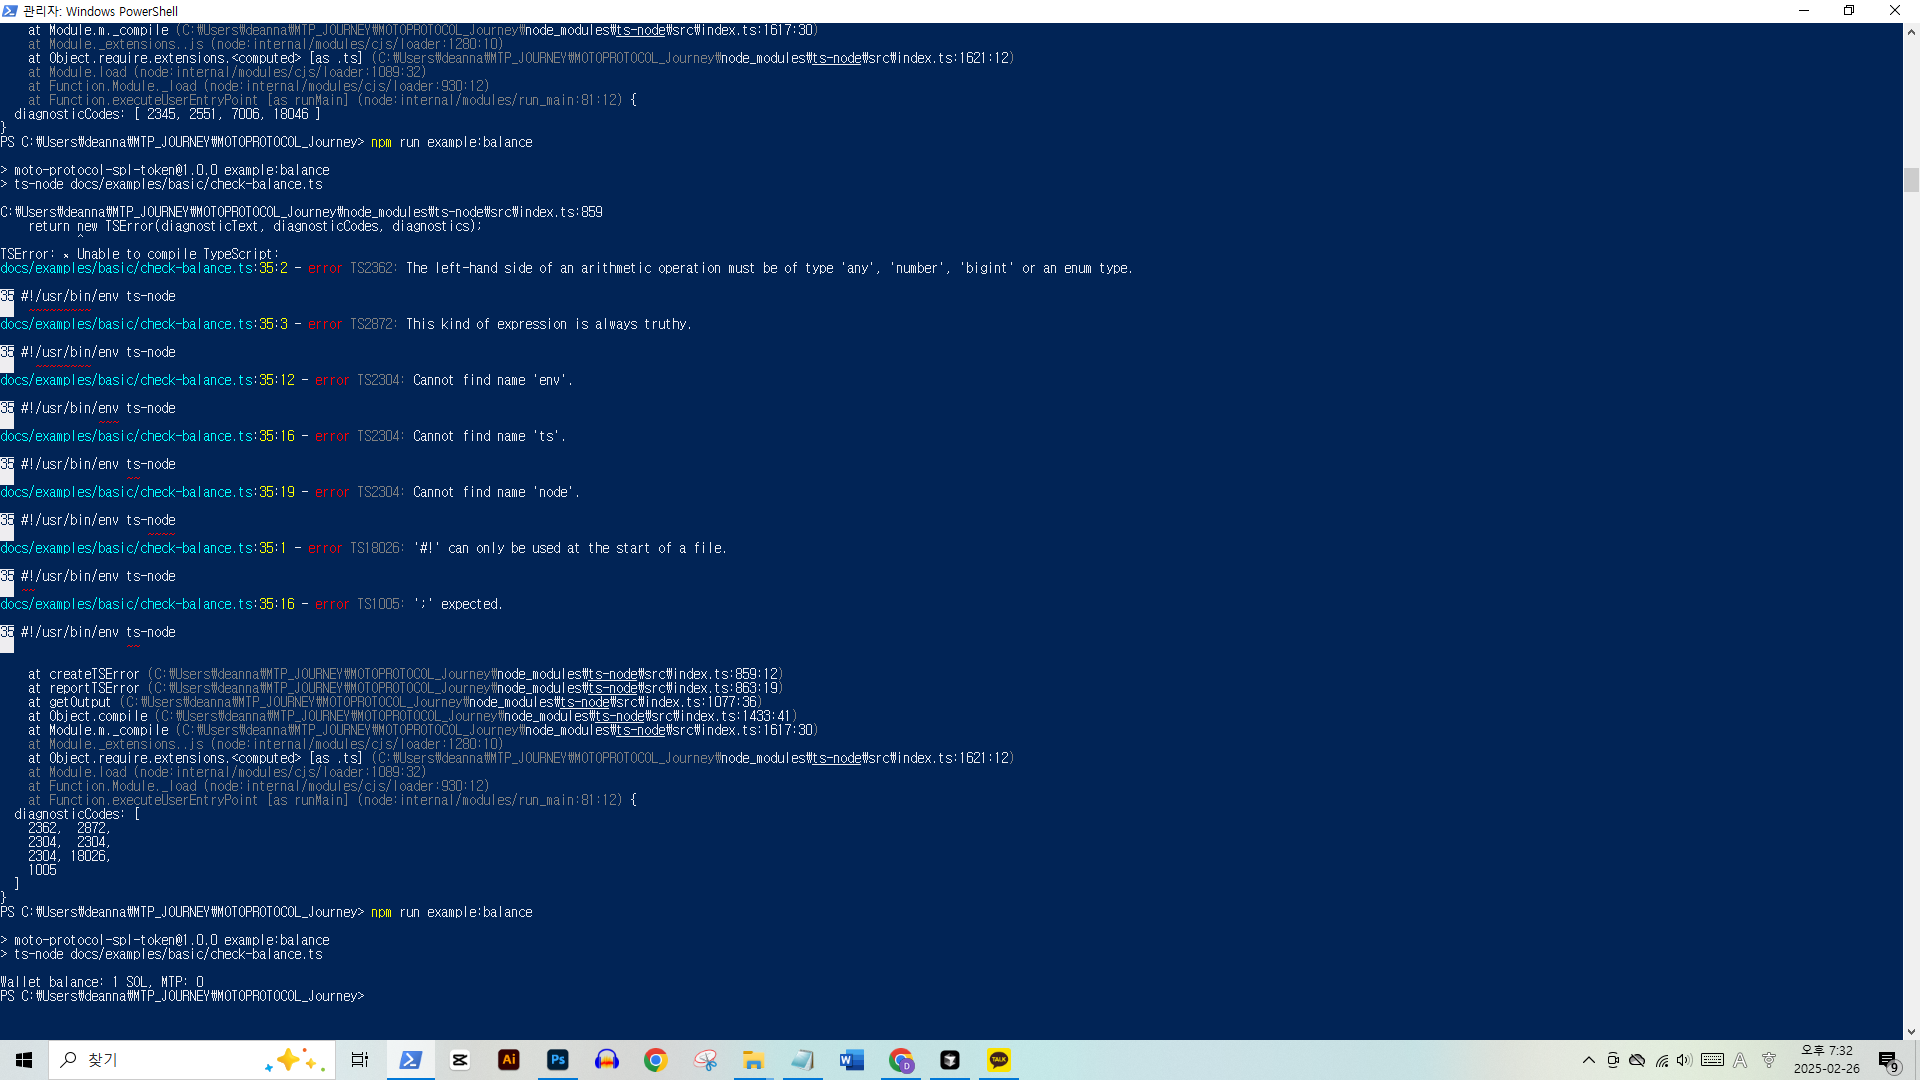 관리자: Windows PowerShell
    at Module.m._compile (C:\Users\deanna\MTP_JOURNEY\MOTOPROTOCOL_Journey\node_modules\ts-node\src\index.ts:1617:30)
    at Module._extensions..js (node:internal/modules/cjs/loader:1280:10)
    at Object.require.extensions.<computed> [as .ts] (C:\Users\deanna\MTP_JOURNEY\MOTOPROTOCOL_Journey\node_modules\ts-node\src\index.ts:1621:12)
    at Module.load (node:internal/modules/cjs/loader:1089:32)
    at Function.Module._load (node:internal/modules/cjs/loader:930:12)
    at Function.executeUserEntryPoint [as runMain] (node:internal/modules/run_main:81:12) {
  diagnosticCodes: [ 2345, 2551, 7006, 18046 ]
}
PS C:\Users\deanna\MTP_JOURNEY\MOTOPROTOCOL_Journey> npm run example:balance
> moto-protocol-spl-token@1.0.0 example:balance
> ts-node docs/examples/basic/check-balance.ts
C:\Users\deanna\MTP_JOURNEY\MOTOPROTOCOL_Journey\node_modules\ts-node\src\index.ts:859
    return new TSError(diagnosticText, diagnosticCodes, diagnostics);
           ^
TSError: × Unable to compile TypeScript:
docs/examples/basic/check-balance.ts:35:2 - error TS2362: The left-hand side of an arithmetic operation must be of type 'any', 'number', 'bigint' or an enum type.
35 #!/usr/bin/env ts-node
    ~~~~~~~~~
docs/examples/basic/check-balance.ts:35:3 - error TS2872: This kind of expression is always truthy.
35 #!/usr/bin/env ts-node
     ~~~~~~~~
docs/examples/basic/check-balance.ts:35:12 - error TS2304: Cannot find name 'env'.
35 #!/usr/bin/env ts-node
              ~~~
docs/examples/basic/check-balance.ts:35:16 - error TS2304: Cannot find name 'ts'.
35 #!/usr/bin/env ts-node
                  ~~
docs/examples/basic/check-balance.ts:35:19 - error TS2304: Cannot find name 'node'.
35 #!/usr/bin/env ts-node
                     ~~~~
docs/examples/basic/check-balance.ts:35:1 - error TS18026: '#!' can only be used at the start of a file.
35 #!/usr/bin/env ts-node
   ~~
docs/examples/basic/check-balance.ts:35:16 - error TS1005: ';' expected.
35 #!/usr/bin/env ts-node
                  ~~
    at createTSError (C:\Users\deanna\MTP_JOURNEY\MOTOPROTOCOL_Journey\node_modules\ts-node\src\index.ts:859:12)
    at reportTSError (C:\Users\deanna\MTP_JOURNEY\MOTOPROTOCOL_Journey\node_modules\ts-node\src\index.ts:863:19)
    at getOutput (C:\Users\deanna\MTP_JOURNEY\MOTOPROTOCOL_Journey\node_modules\ts-node\src\index.ts:1077:36)
    at Object.compile (C:\Users\deanna\MTP_JOURNEY\MOTOPROTOCOL_Journey\node_modules\ts-node\src\index.ts:1433:41)
    at Module.m._compile (C:\Users\deanna\MTP_JOURNEY\MOTOPROTOCOL_Journey\node_modules\ts-node\src\index.ts:1617:30)
    at Module._extensions..js (node:internal/modules/cjs/loader:1280:10)
    at Object.require.extensions.<computed> [as .ts] (C:\Users\deanna\MTP_JOURNEY\MOTOPROTOCOL_Journey\node_modules\ts-node\src\index.ts:1621:12)
    at Module.load (node:internal/modules/cjs/loader:1089:32)
    at Function.Module._load (node:internal/modules/cjs/loader:930:12)
    at Function.executeUserEntryPoint [as runMain] (node:internal/modules/run_main:81:12) {
  diagnosticCodes: [
    2362,  2872,
    2304,  2304,
    2304, 18026,
    1005
  ]
}
PS C:\Users\deanna\MTP_JOURNEY\MOTOPROTOCOL_Journey> npm run example:balance
> moto-protocol-spl-token@1.0.0 example:balance
> ts-node docs/examples/basic/check-balance.ts
Wallet balance: 1 SOL, MTP: 0
PS C:\Users\deanna\MTP_JOURNEY\MOTOPROTOCOL_Journey>
찾기
Ai
Ps
W
D
TALK
A
오후 7:32
2025-02-26
9